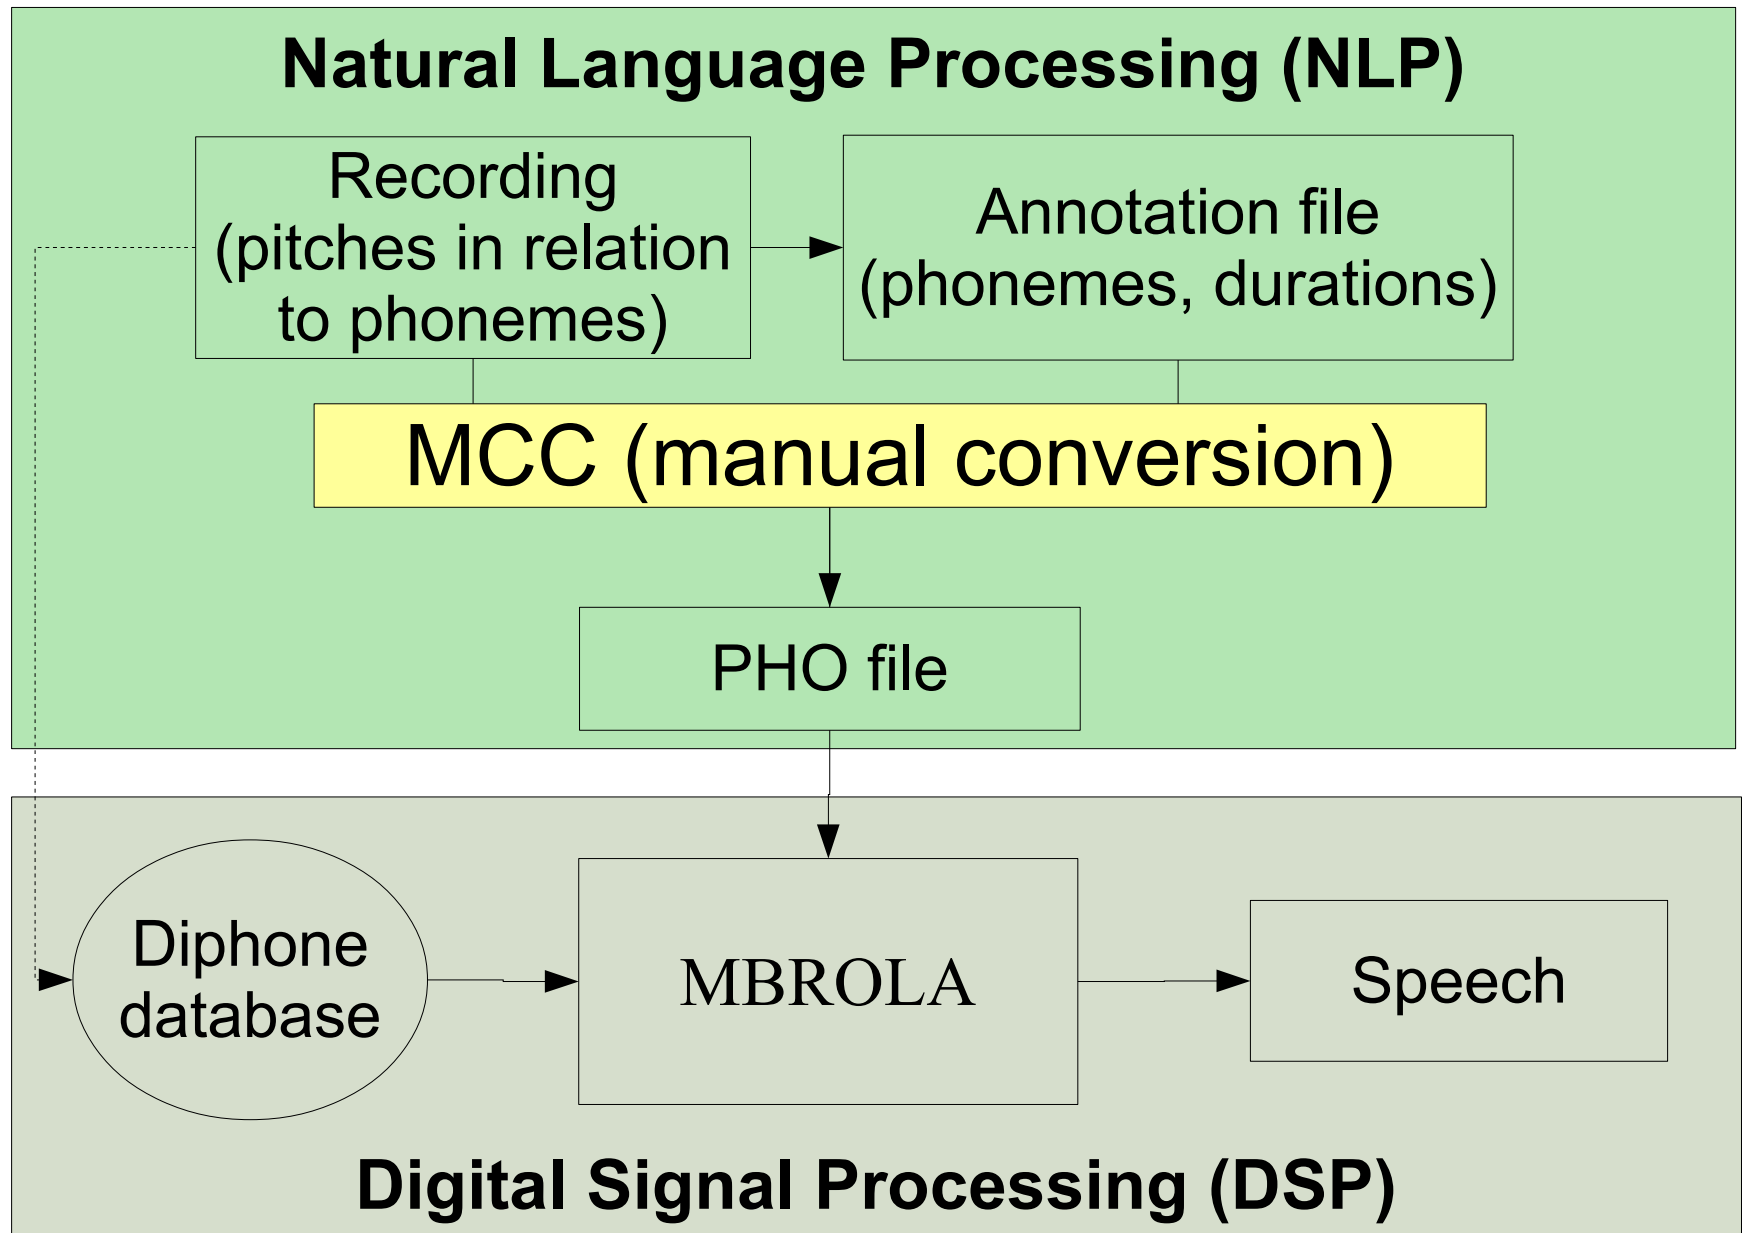 Natural Language Processing (NLP)
Recording
(pitches in relation
to phonemes)
Annotation file
(phonemes, durations)
MCC (manual conversion)
PHO file
Diphone
database
MBROLA
Speech
Digital Signal Processing (DSP)